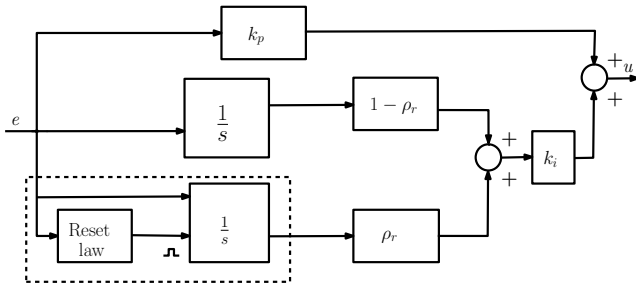 k_p
+
u
+
e
1/s
1 − ρ_r
+
k_i
+
Reset
law
1/s
ρ_r